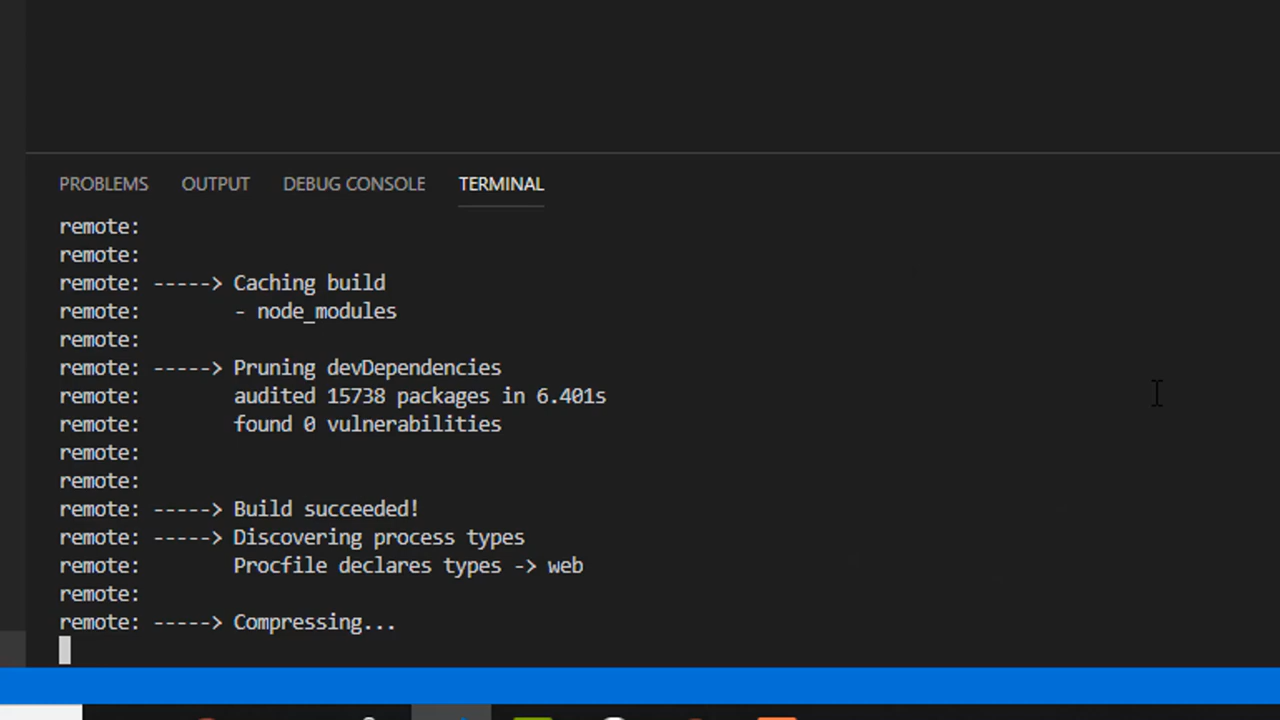 PROBLEMS OUTPUT DEBUG CONSOLE TERMINAL
remote:
remote:
remote: -----> Caching build
remote:        - node_modules
remote:
remote: -----> Pruning devDependencies
remote:        audited 15738 packages in 6.401s
remote:        found 0 vulnerabilities
remote:
remote:
remote: -----> Build succeeded!
remote: -----> Discovering process types
remote:        Procfile declares types -> web
remote:
remote: -----> Compressing...